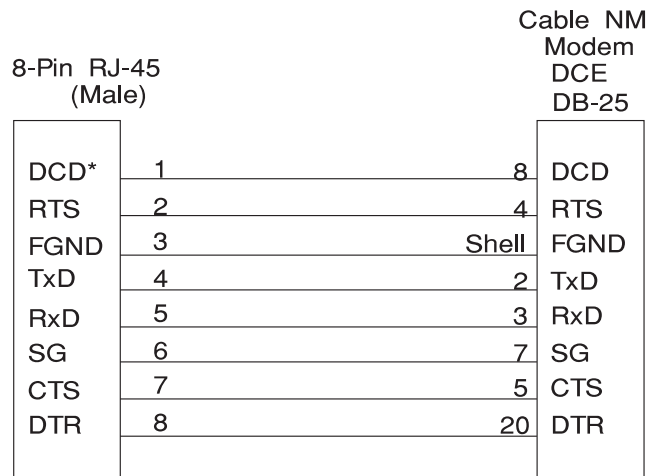 Cable NM
Modem
DCE
DB-25
8-Pin RJ-45
(Male)
DCD* 1 8 DCD
RTS 2 4 RTS
FGND 3 Shell FGND
TxD 4 2 TxD
RxD 5 3 RxD
SG 6 7 SG
CTS 7 5 CTS
DTR 8 20 DTR